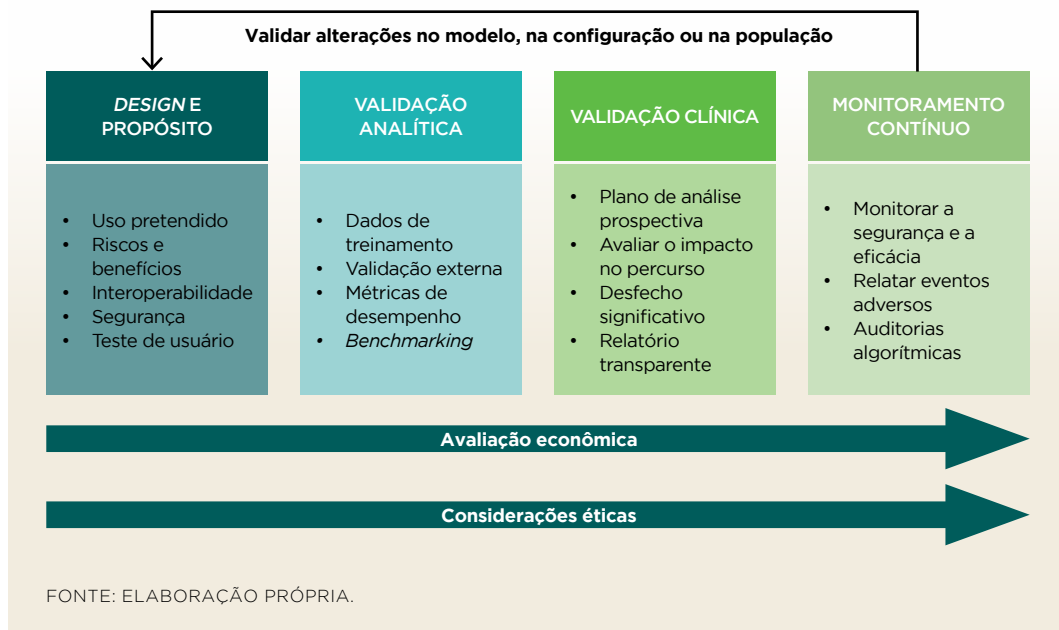 Validar alterações no modelo, na configuração ou na população
DESIGN E
PROPÓSITO
• Uso pretendido
• Riscos e
benefícios
• Interoperabilidade
• Segurança
• Teste de usuário
VALIDAÇÃO
ANALÍTICA
• Dados de
treinamento
• Validação externa
• Métricas de
desempenho
• Benchmarking
VALIDAÇÃO CLÍNICA
• Plano de análise
prospectiva
• Avaliar o impacto
no percurso
• Desfecho
significativo
• Relatório
transparente
MONITORAMENTO
CONTÍNUO
• Monitorar a
segurança e a
eficácia
• Relatar eventos
adversos
• Auditorias
algorítmicas
Avaliação econômica
Considerações éticas
FONTE: ELABORAÇÃO PRÓPRIA.